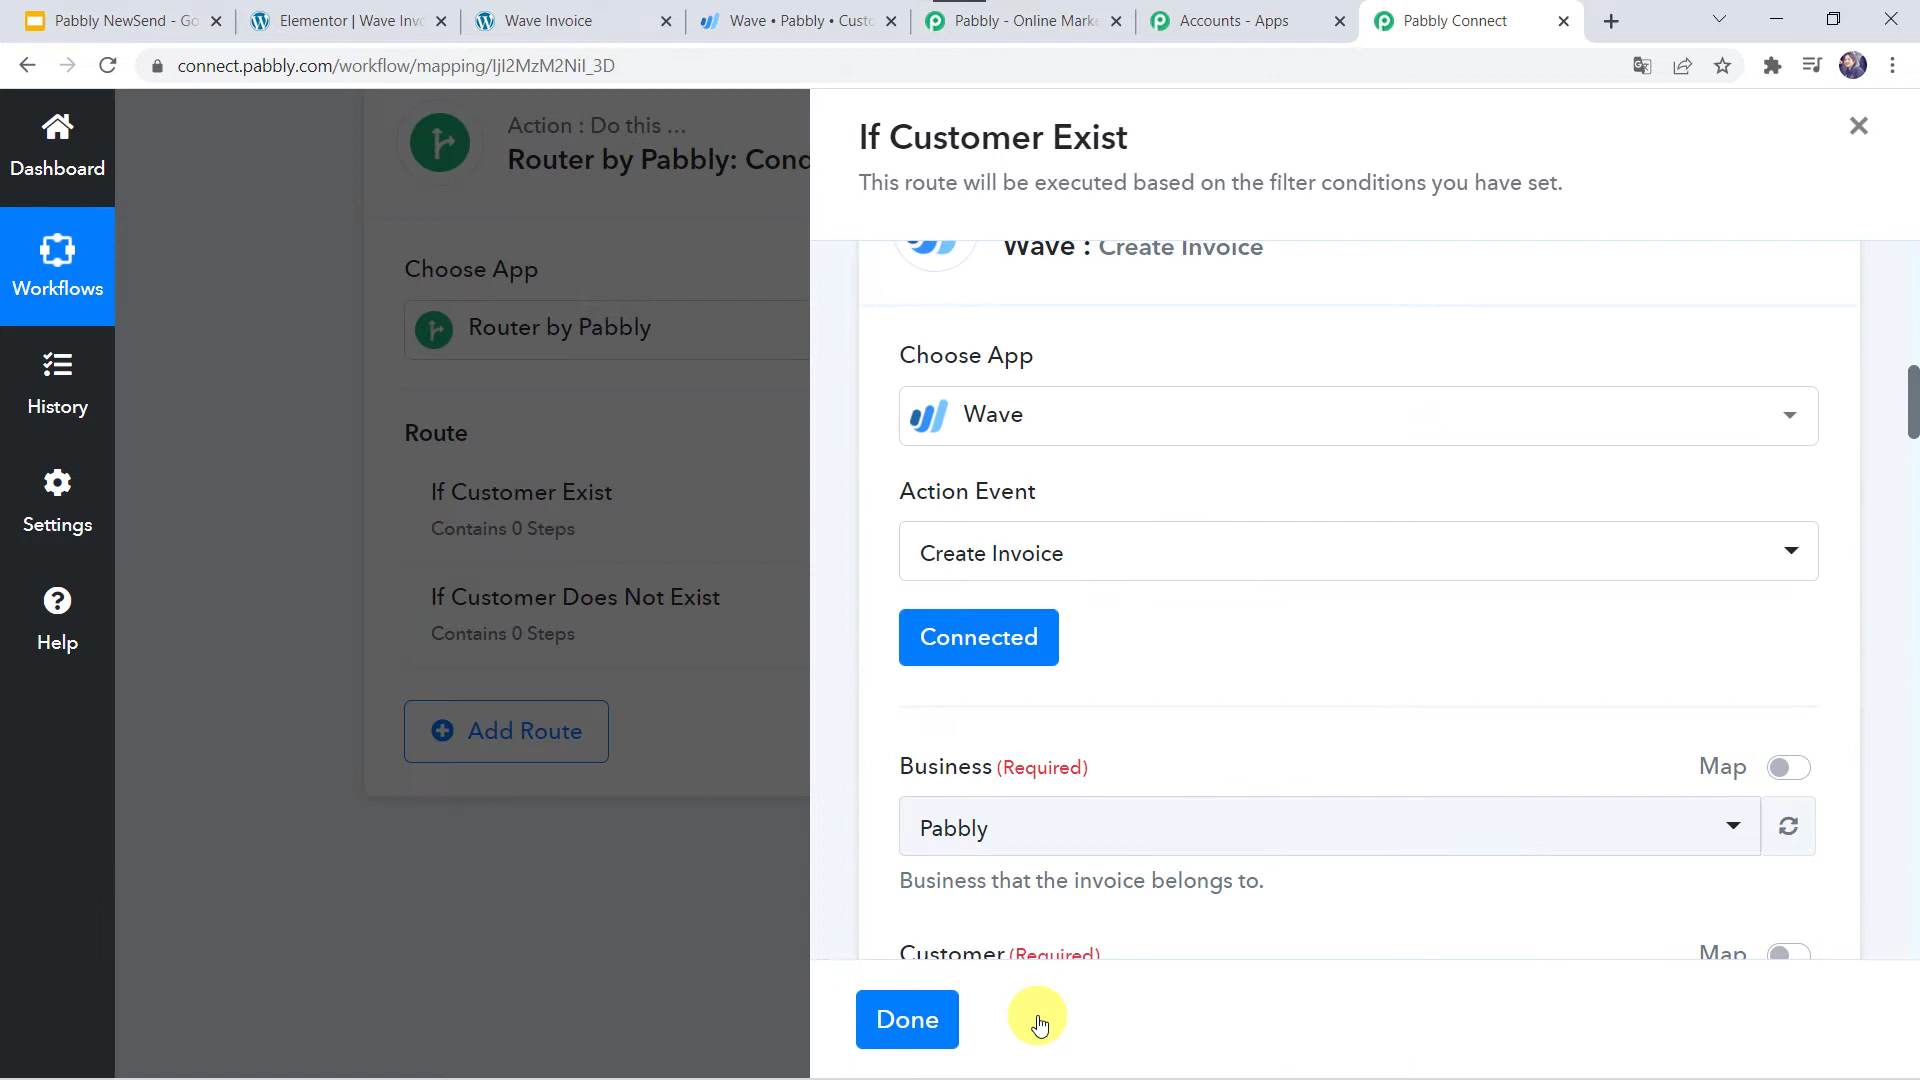 Pabbly NewSend - Go
Elementor | Wave Invo
Wave Invoice
Wave • Pabbly • Custo
Pabbly - Online Marke
Accounts - Apps
Pabbly Connect
connect.pabbly.com/workflow/mapping/IjI2MzM2NiI_3D
Dashboard
Workflows
History
Settings
Help
Action : Do this ...
Router by Pabbly: Cond
Choose App
Router by Pabbly
Route
If Customer Exist
Contains 0 Steps
If Customer Does Not Exist
Contains 0 Steps
Add Route
If Customer Exist
This route will be executed based on the filter conditions you have set.
Wave : Create Invoice
Choose App
Wave
Action Event
Create Invoice
Connected
Business (Required)
Map
Pabbly
Business that the invoice belongs to.
Customer (Required)
Map
Done